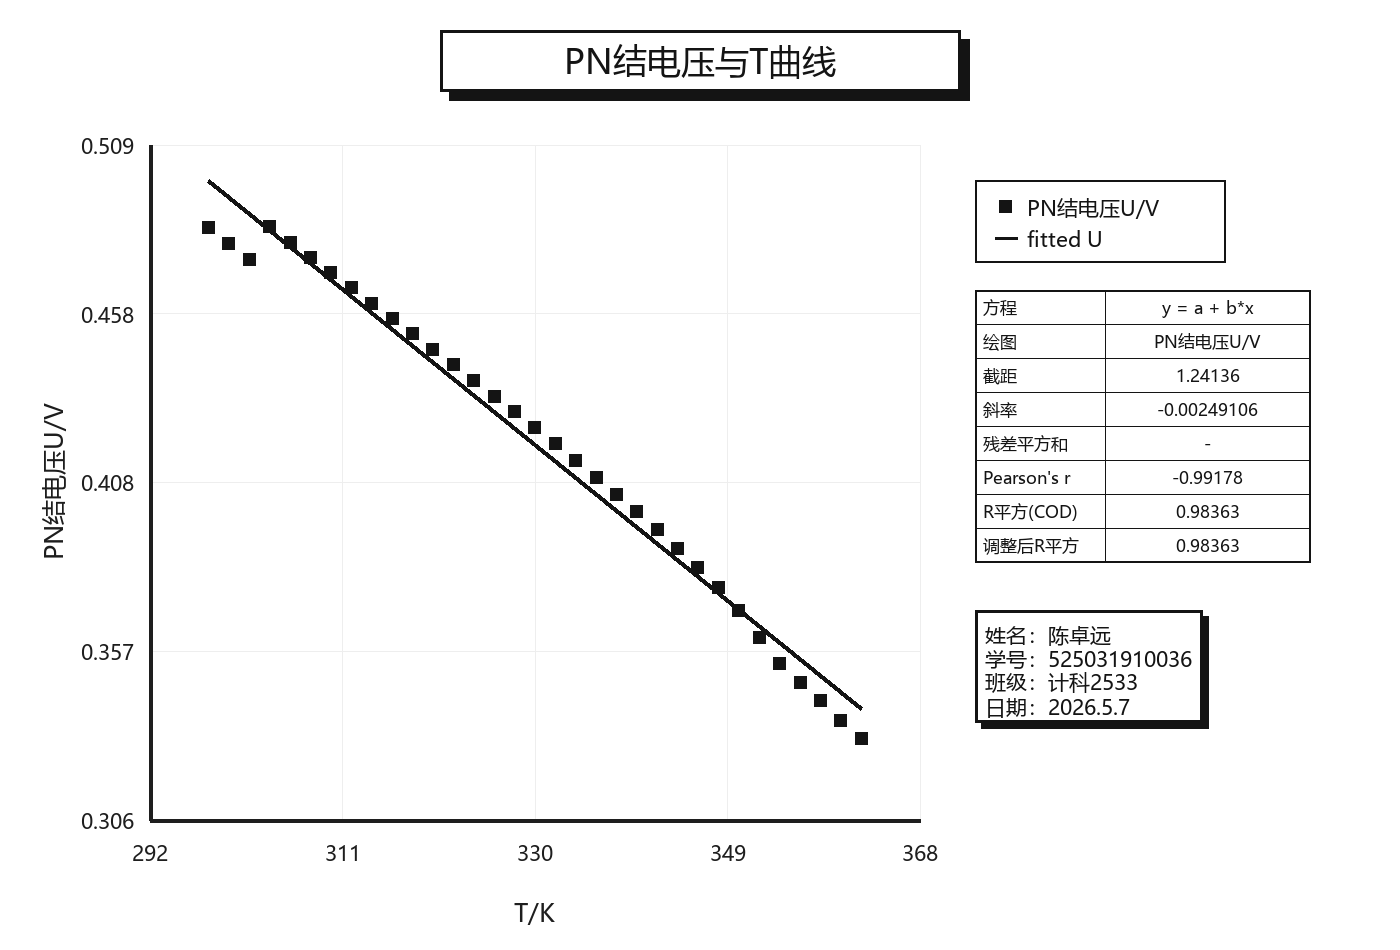 PN结电压与T曲线
0.509
0.458
0.408
0.357
0.306
292
311
330
349
368
PN结电压U/V
T/K
PN结电压U/V
fitted U
方程 y = a + b*x
绘图 PN结电压U/V
截距 1.24136
斜率 -0.00249106
残差平方和 -
Pearson's r -0.99178
R平方(COD) 0.98363
调整后R平方 0.98363
姓名：陈卓远
学号：525031910036
班级：计科2533
日期：2026.5.7